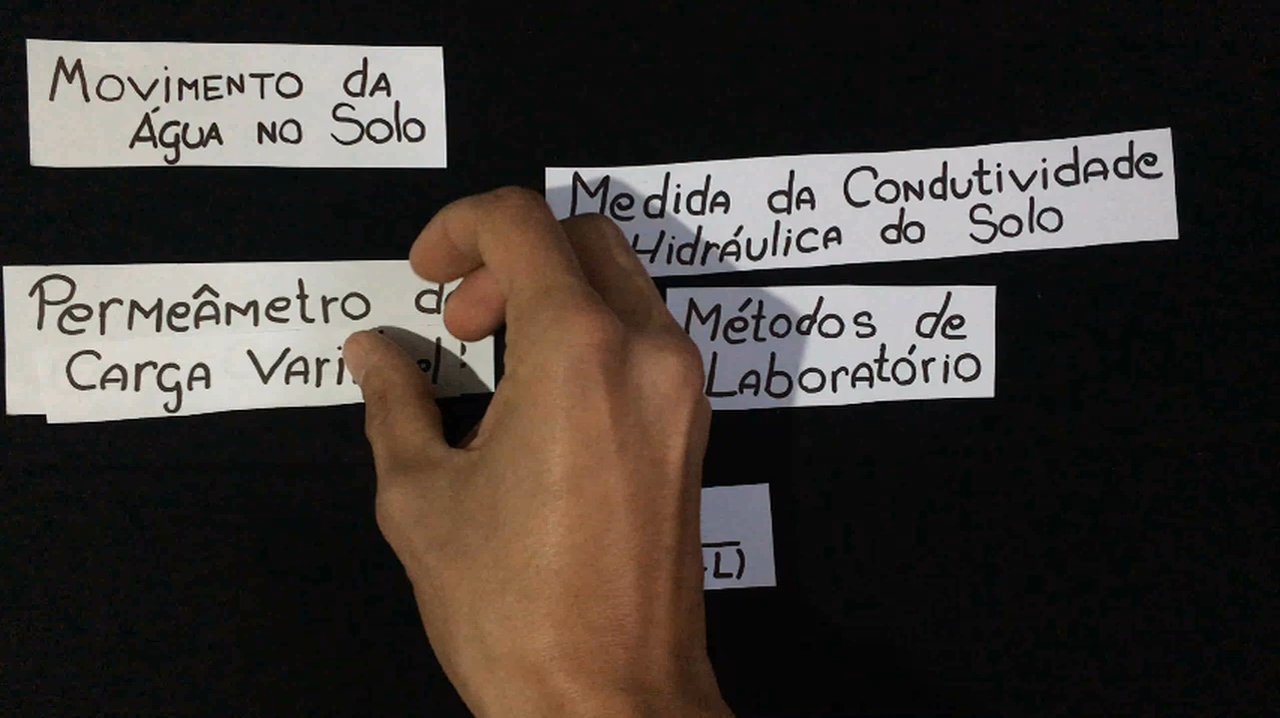 Movimento da
Água no Solo
Medida da Condutividade
Hidráulica do Solo
Permeâmetro
Carga
Métodos de
Laboratório
L)